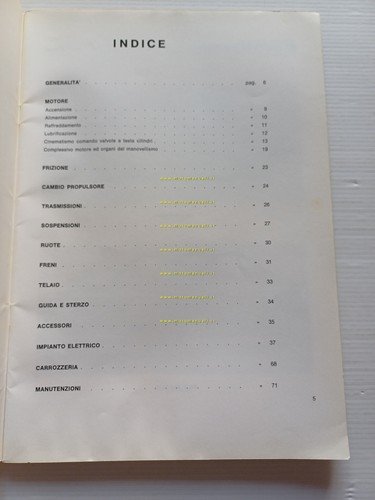 INDICE
GENERALITA' . . . . . . . . . . . . pag. 6
MOTORE
Accensione . . . . . . . . . . . . » 9
Alimentazione . . . . . . . . . . . . » 10
Raffreddamento . . . . . . . . . . . . » 11
Lubrificazione . . . . . . . . . . . . » 12
Cinematismo comando valvole e testa cilindri . . . . . . » 13
Complessivo motore ed organi del manovellismo . . . . . . » 19
FRIZIONE . . . . . . . . . . . . » 23
CAMBIO PROPULSORE . . . . . . . . . . » 24
TRASMISSIONI . . . . . . . . . . . . » 26
SOSPENSIONI . . . . . . . . . . . . » 27
RUOTE . . . . . . . . . . . . » 30
FRENI . . . . . . . . . . . . » 31
TELAIO . . . . . . . . . . . . » 33
GUIDA E STERZO . . . . . . . . . . . » 34
ACCESSORI . . . . . . . . . . . . » 35
IMPIANTO ELETTRICO . . . . . . . . . . » 37
CARROZZERIA . . . . . . . . . . . . » 68
MANUTENZIONI . . . . . . . . . . . . » 71
5